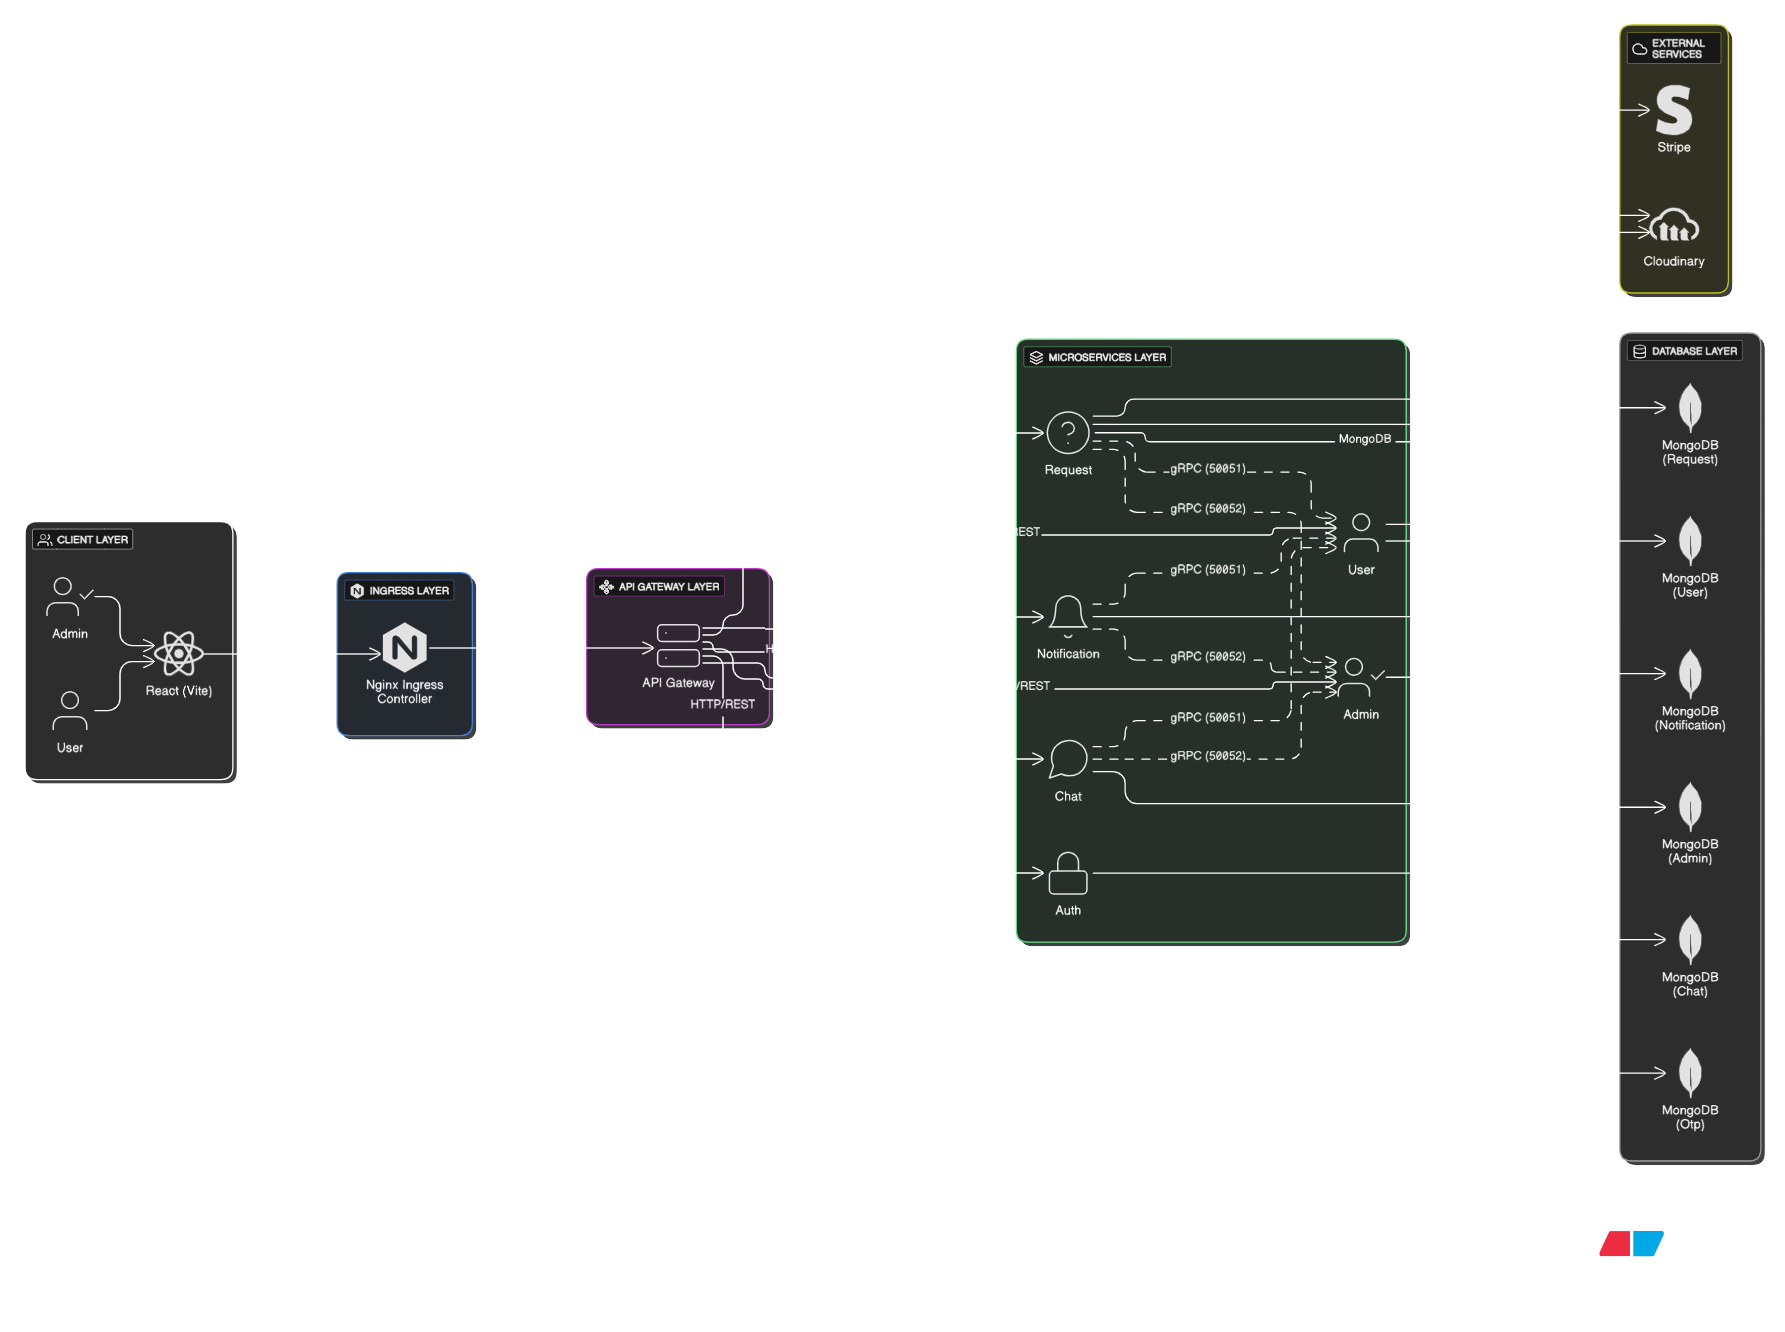 EXTERNAL
SERVICES
Stripe
Cloudinary
CLIENT LAYER
Admin
React (Vite)
User
INGRESS LAYER
Nginx Ingress
Controller
API GATEWAY LAYER
H
API Gateway
HTTP/REST
MICROSERVICES LAYER
MongoDB
Request
gRPC (50051)
gRPC (50052)
REST
User
gRPC (50051)
Notification
gRPC (50052)
/REST
Admin
gRPC (50051)
gRPC (50052)
Chat
Auth
DATABASE LAYER
MongoDB
(Request)
MongoDB
(User)
MongoDB
(Notification)
MongoDB
(Admin)
MongoDB
(Chat)
MongoDB
(Otp)